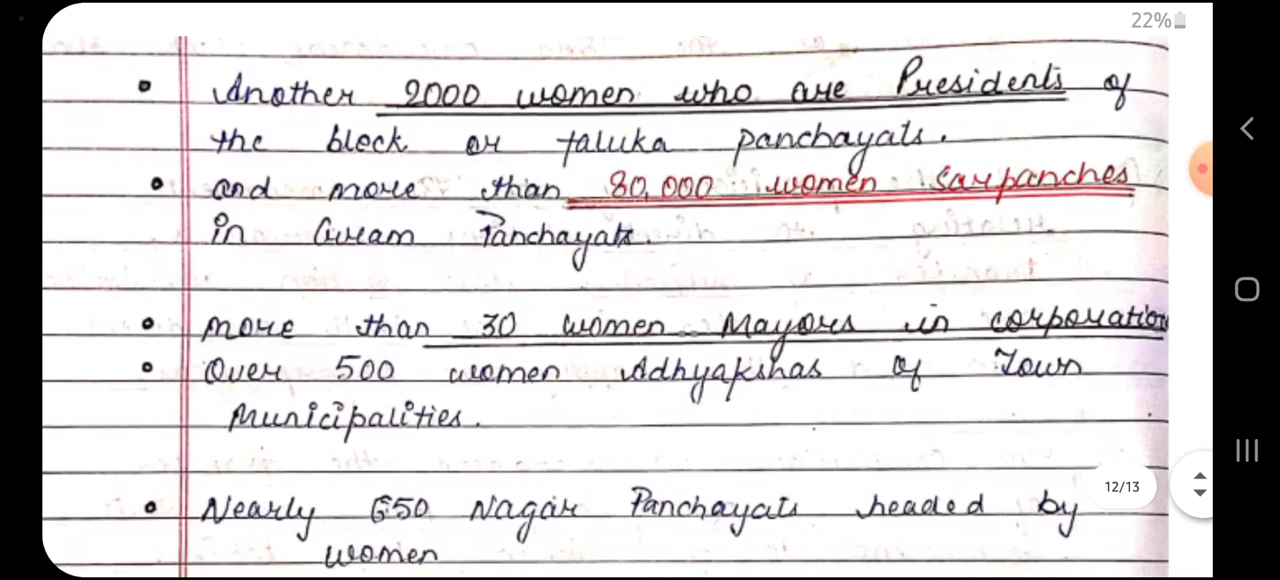 22%
• Another 2000 women who are Presidents of
the block or taluka panchayats.
• and more than 80,000 women sarpanches
in Gram Panchayats.
• more than 30 women Mayors in corporation
• Over 500 women Adhyakshas of Town
Municipalities.
12/13
• Nearly 650 Nagar Panchayats headed by
women